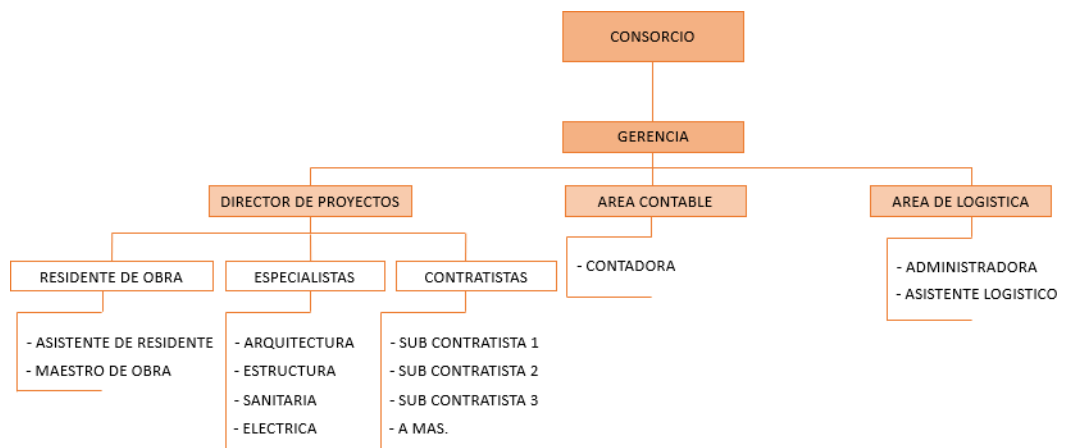 CONSORCIO
GERENCIA
DIRECTOR DE PROYECTOS
AREA CONTABLE
AREA DE LOGISTICA
RESIDENTE DE OBRA
ESPECIALISTAS
CONTRATISTAS
- CONTADORA
- ADMINISTRADORA
- ASISTENTE LOGISTICO
- ASISTENTE DE RESIDENTE
- MAESTRO DE OBRA
- ARQUITECTURA
- ESTRUCTURA
- SANITARIA
- ELECTRICA
- SUB CONTRATISTA 1
- SUB CONTRATISTA 2
- SUB CONTRATISTA 3
- A MAS.